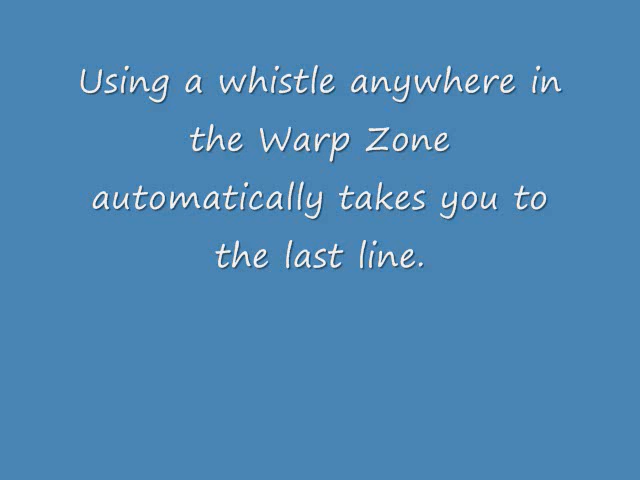 Using a whistle anywhere in
the Warp Zone
automatically takes you to
the last line.